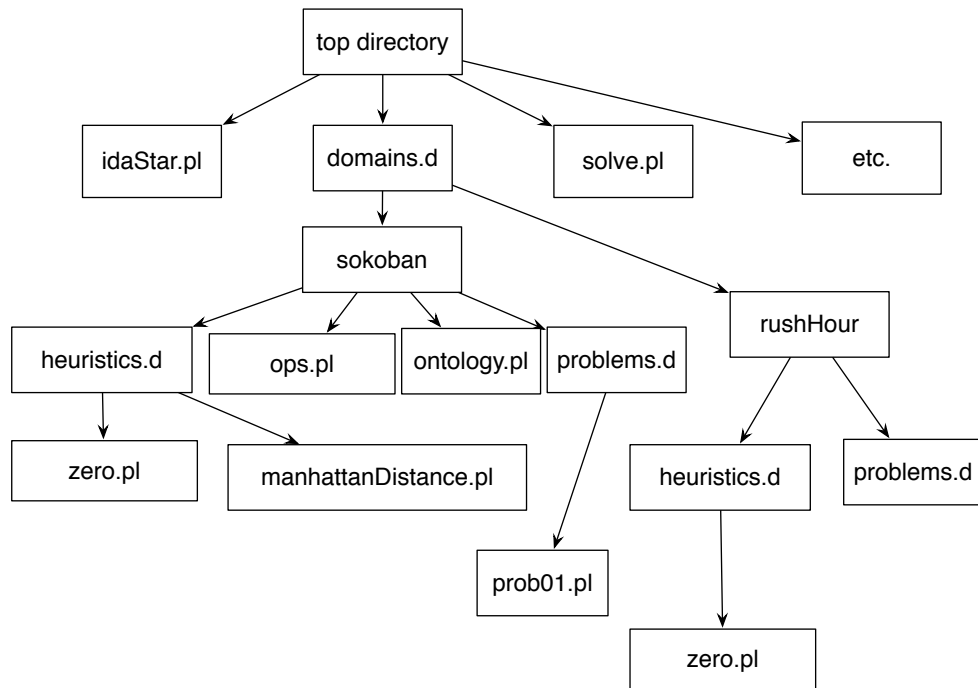 top directory
idaStar.pl
domains.d
solve.pl
etc.
sokoban
rushHour
heuristics.d
ops.pl
ontology.pl
problems.d
zero.pl
manhattanDistance.pl
heuristics.d
problems.d
prob01.pl
zero.pl